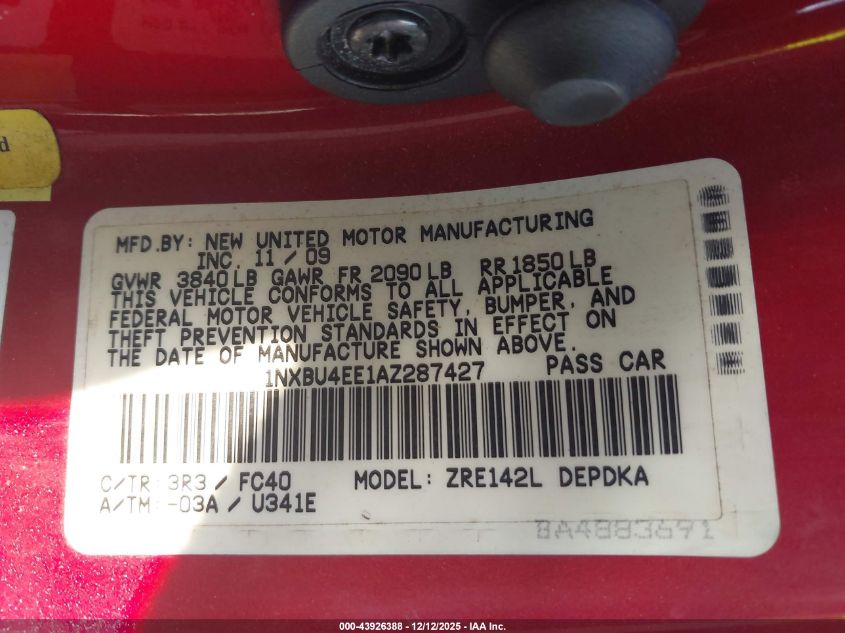 d
MFD.BY: NEW UNITED MOTOR MANUFACTURING
INC. 11 / 09
GVWR 3840 LB GAWR FR 2090 LB RR 1850 LB
THIS VEHICLE CONFORMS TO ALL APPLICABLE
FEDERAL MOTOR VEHICLE SAFETY, BUMPER, AND
THEFT PREVENTION STANDARDS IN EFFECT ON
THE DATE OF MANUFACTURE SHOWN ABOVE.
1NXBU4EE1AZ287427 PASS CAR
C/TR: 3R3 / FC40 MODEL: ZRE142L DEPDKA
A/TM: -03A / U341E
BA4883691
000-43926388 • 12/12/2025 - IAA Inc.